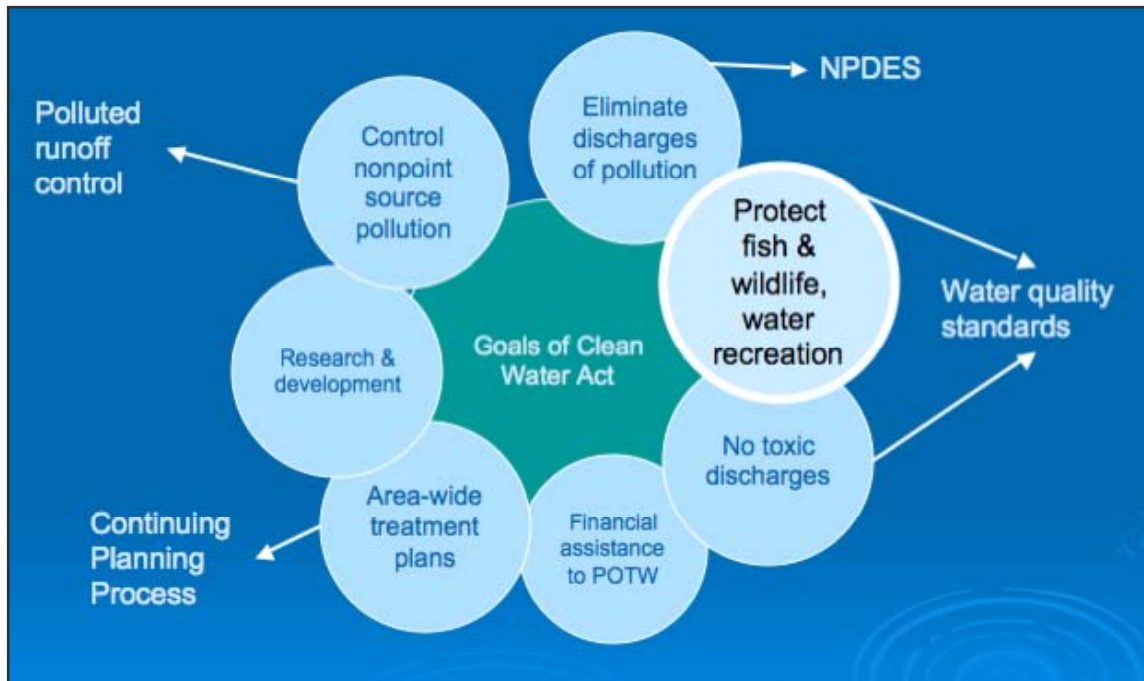 NPDES
Eliminate
discharges
of pollution
Polluted
runoff
control
Control
nonpoint
source
pollution
Protect
fish &
wildlife,
water
recreation
Water quality
standards
Goals of Clean
Water Act
Research &
development
No toxic
discharges
Area-wide
treatment
plans
Financial
assistance
to POTW
Continuing
Planning
Process